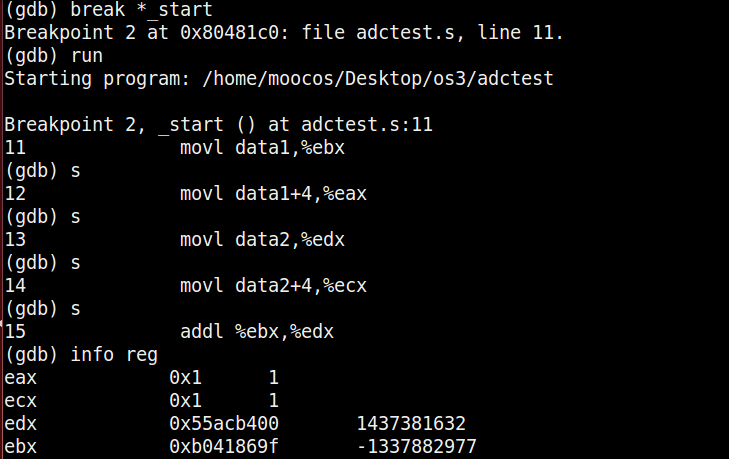 (gdb) break *_start
Breakpoint 2 at 0x80481c0: file adctest.s, line 11.
(gdb) run
Starting program: /home/moocos/Desktop/os3/adctest
Breakpoint 2, _start () at adctest.s:11
11 movl data1,%ebx
(gdb) s
12 movl data1+4,%eax
(gdb) s
13 movl data2,%edx
(gdb) s
14 movl data2+4,%ecx
(gdb) s
15 addl %ebx,%edx
(gdb) info reg
eax 0x1 1
ecx 0x1 1
edx 0x55acb400 1437381632
ebx 0xb041869f -1337882977